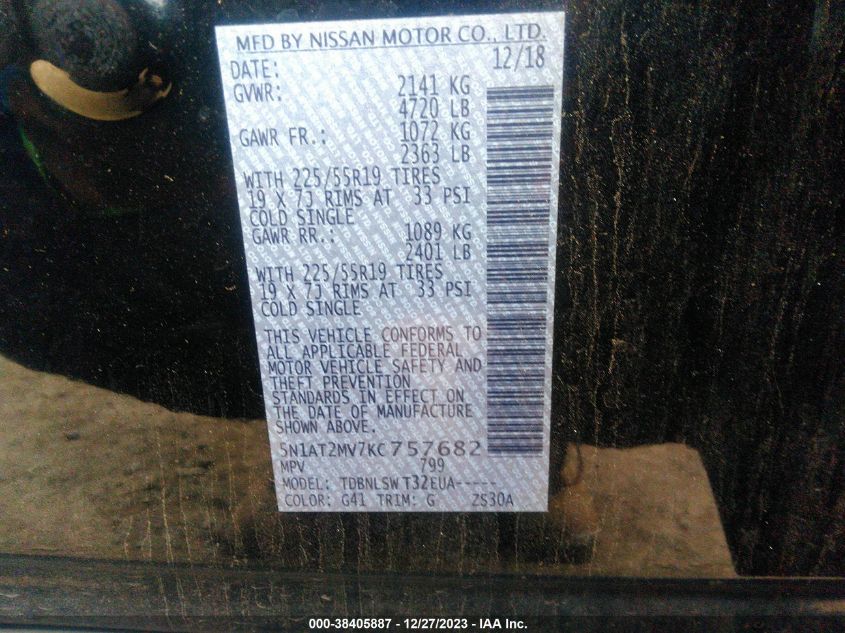 MFD BY NISSAN MOTOR CO., LTD.
DATE: 12/18
GVWR: 2141 KG
4720 LB
GAWR FR.: 1072 KG
2363 LB
WITH 225/55R19 TIRES
19 X 7J RIMS AT 33 PSI
COLD SINGLE
GAWR RR.: 1089 KG
2401 LB
WITH 225/55R19 TIRES
19 X 7J RIMS AT 33 PSI
COLD SINGLE
THIS VEHICLE CONFORMS TO
ALL APPLICABLE FEDERAL
MOTOR VEHICLE SAFETY AND
THEFT PREVENTION
STANDARDS IN EFFECT ON
THE DATE OF MANUFACTURE
SHOWN ABOVE.
5N1AT2MV7KC757682
MPV 799
MODEL: TDBNLSW T32EUA-----
COLOR: G41 TRIM: G ZS30A
000-38405887 - 12/27/2023 - IAA Inc.